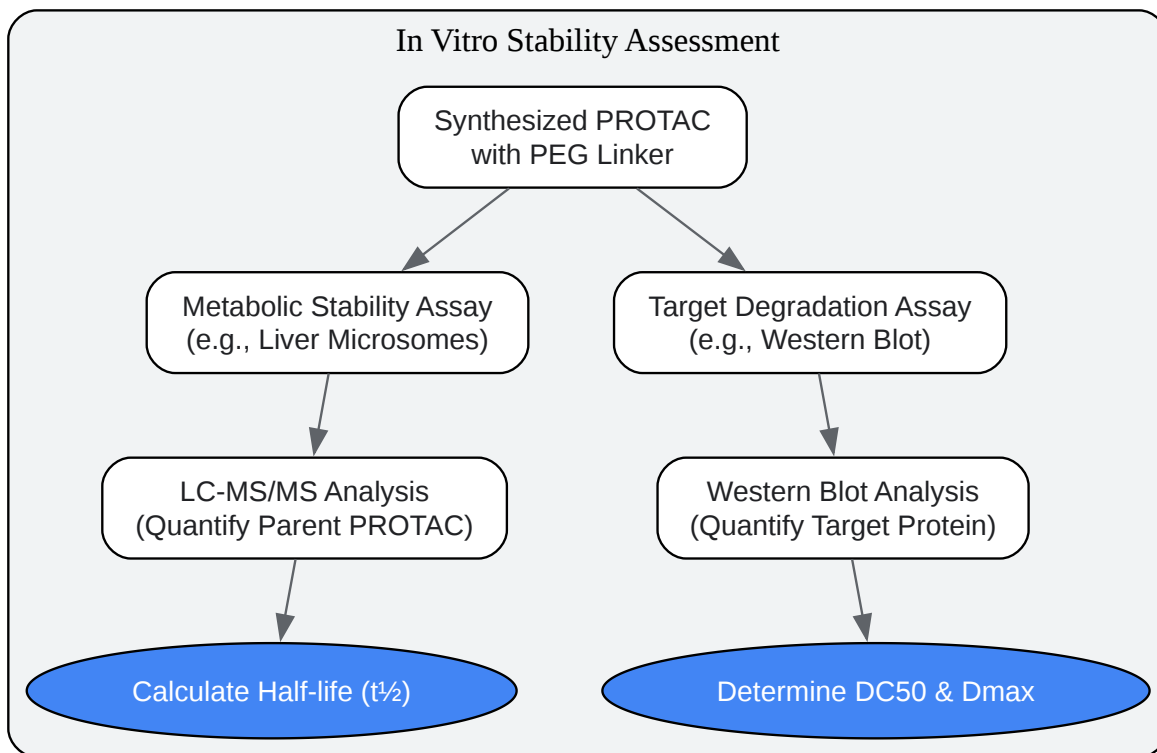 In Vitro Stability Assessment
Synthesized PROTAC
with PEG Linker
Metabolic Stability Assay
(e.g., Liver Microsomes)
Target Degradation Assay
(e.g., Western Blot)
LC-MS/MS Analysis
(Quantify Parent PROTAC)
Western Blot Analysis
(Quantify Target Protein)
Calculate Half-life (t½)
Determine DC50 & Dmax